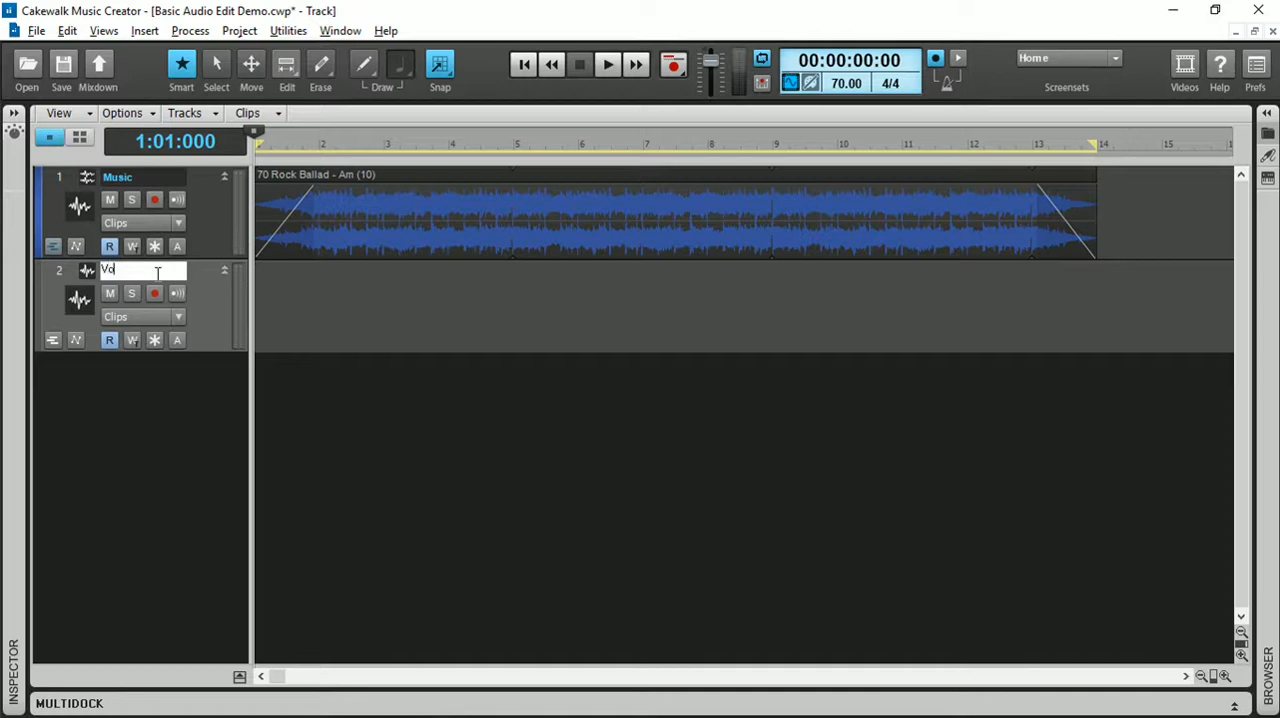 Cakewalk Music Creator - [Basic Audio Edit Demo.cwp* - Track]
File Edit Views Insert Process Project Utilities Window Help
Open Save Mixdown Smart Select Move Edit Erase Draw Snap
00:00:00:00
70.00 4/4
Home
Screensets
Videos Help Prefs
View Options Tracks Clips
1:01:000
2 3 4 5 6 7 8 9 10 11 12 13 14 15
1 Music
M S
Clips
R W A
70 Rock Ballad - Am (10)
2 Vo
M S
Clips
R W A
INSPECTOR
BROWSER
MULTIDOCK